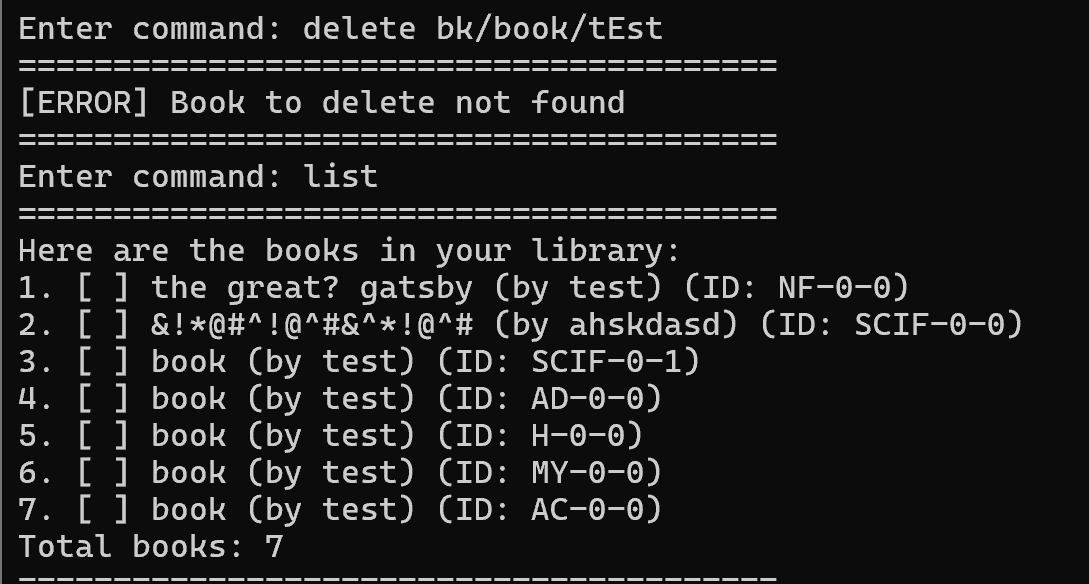 Enter command: delete bk/book/tEst
========================================
[ERROR] Book to delete not found
========================================
Enter command: list
========================================
Here are the books in your library:
1. [ ] the great? gatsby (by test) (ID: NF-0-0)
2. [ ] &!*@#^!@^#&^*!@^# (by ahskdasd) (ID: SCIF-0-0)
3. [ ] book (by test) (ID: SCIF-0-1)
4. [ ] book (by test) (ID: AD-0-0)
5. [ ] book (by test) (ID: H-0-0)
6. [ ] book (by test) (ID: MY-0-0)
7. [ ] book (by test) (ID: AC-0-0)
Total books: 7
========================================